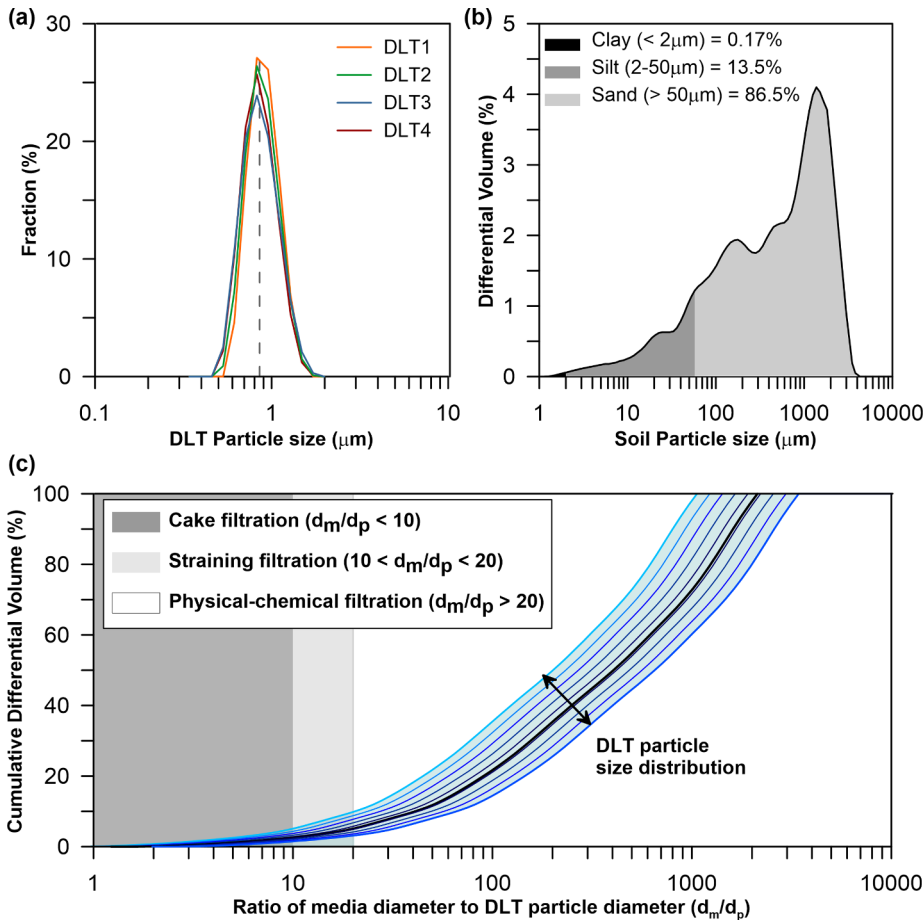 (a)
30
20
10
0
Fraction (%)
DLT1
DLT2
DLT3
DLT4
0.1
1
10
DLT Particle size (μm)
(b)
5
4
3
2
1
0
Differential Volume (%)
Clay (< 2μm) = 0.17%
Silt (2-50μm) = 13.5%
Sand (> 50μm) = 86.5%
1
10
100
1000
10000
Soil Particle size (μm)
(c)
100
80
60
40
20
0
Cumulative Differential Volume (%)
Cake filtration (dm/dp < 10)
Straining filtration (10 < dm/dp < 20)
Physical-chemical filtration (dm/dp > 20)
DLT particle
size distribution
1
10
100
1000
10000
Ratio of media diameter to DLT particle diameter (dm/dp)